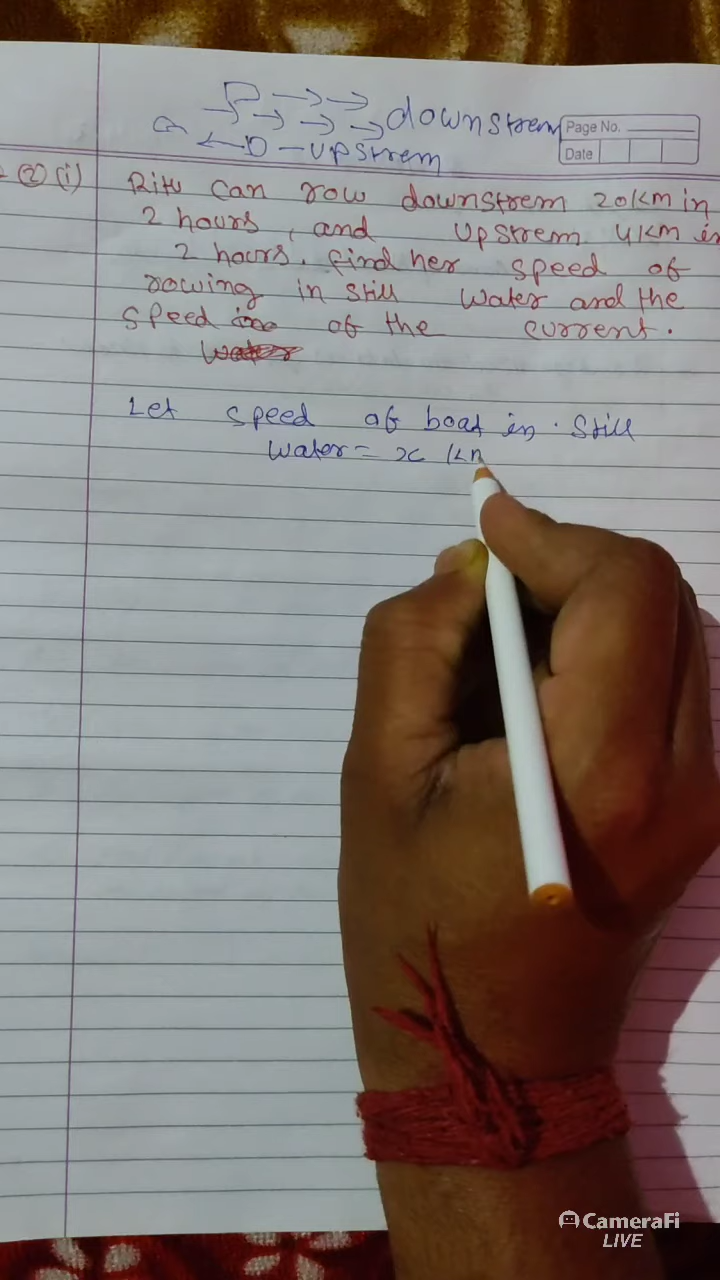 downstrem
Page No.
D - upstrem
Date
② (i) Ritu can row downstrem 20km in
2 hours, and upstrem 4km in
2 hours. find her speed of
rowing in still water and the
speed of the current.
Let speed of boat in still
water = x km
CameraFi
LIVE